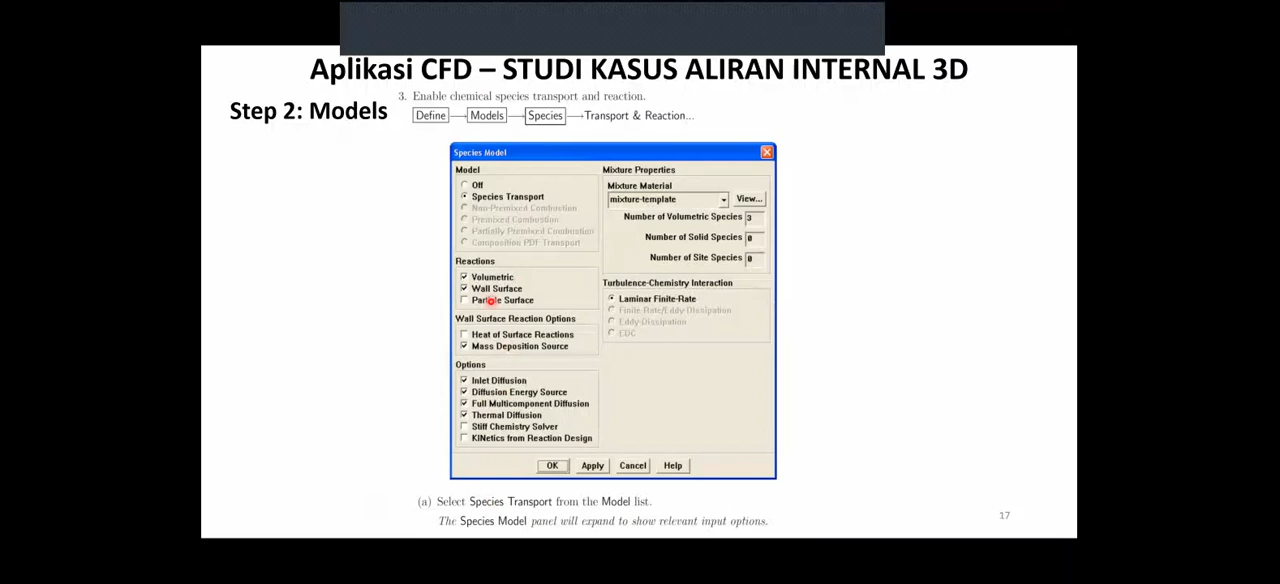 Aplikasi CFD – STUDI KASUS ALIRAN INTERNAL 3D
Step 2: Models
3. Enable chemical species transport and reaction.
Define → Models → Species → Transport & Reaction...
Species Model
Model
Off
Species Transport
Non-Premixed Combustion
Premixed Combustion
Partially Premixed Combustion
Composition PDF Transport
Reactions
Volumetric
Wall Surface
Particle Surface
Wall Surface Reaction Options
Heat of Surface Reactions
Mass Deposition Source
Options
Inlet Diffusion
Diffusion Energy Source
Full Multicomponent Diffusion
Thermal Diffusion
Stiff Chemistry Solver
KINetics from Reaction Design
Mixture Properties
Mixture Material
mixture-template View...
Number of Volumetric Species 3
Number of Solid Species 0
Number of Site Species 0
Turbulence-Chemistry Interaction
Laminar Finite-Rate
Finite-Rate/Eddy-Dissipation
Eddy-Dissipation
EDC
OK Apply Cancel Help
(a) Select Species Transport from the Model list.
The Species Model panel will expand to show relevant input options.
17